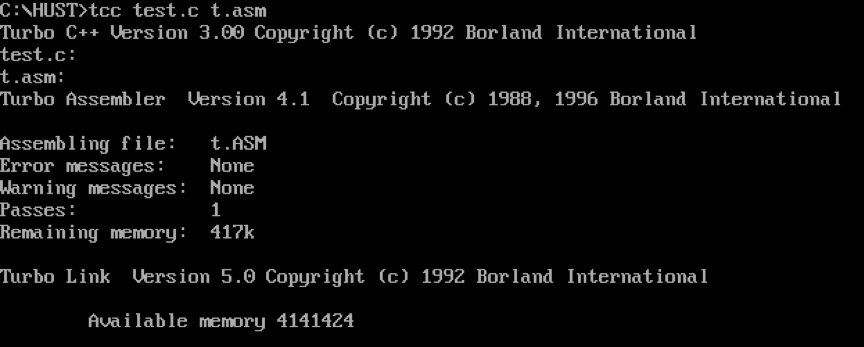 C:\HUST>tcc test.c t.asm
Turbo C++ Version 3.00 Copyright (c) 1992 Borland International
test.c:
t.asm:
Turbo Assembler  Version 4.1  Copyright (c) 1988, 1996 Borland International
Assembling file:   t.ASM
Error messages:    None
Warning messages:  None
Passes:            1
Remaining memory:  417k
Turbo Link  Version 5.0 Copyright (c) 1992 Borland International
Available memory 4141424